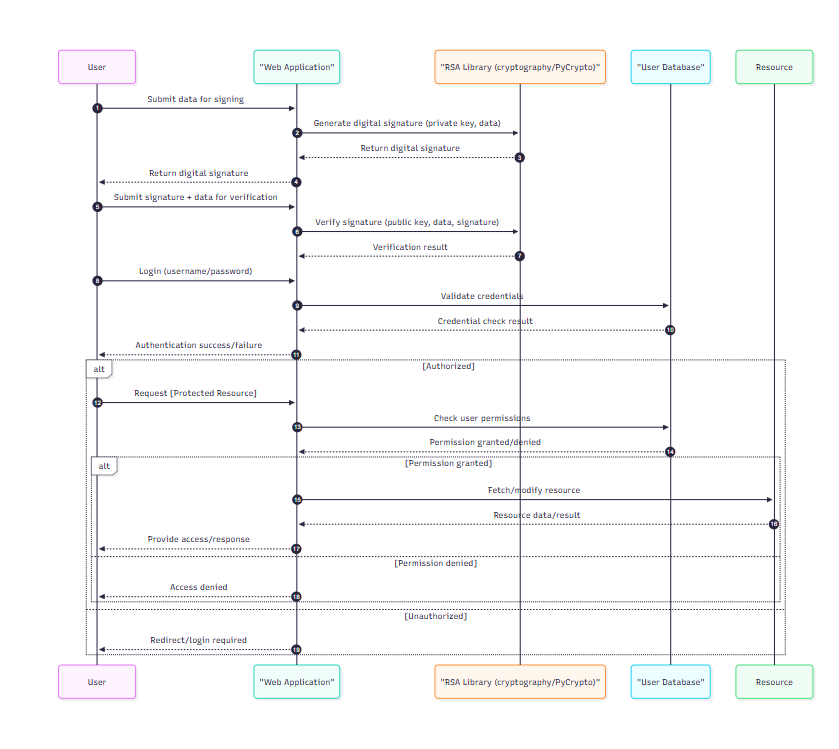 User
"Web Application"
"RSA Library (cryptography/PyCrypto)"
"User Database"
Resource
1 Submit data for signing
2 Generate digital signature (private key, data)
Return digital signature 3
Return digital signature 4
5 Submit signature + data for verification
6 Verify signature (public key, data, signature)
Verification result 7
8 Login (username/password)
9 Validate credentials
Credential check result 10
Authentication success/failure 11
alt [Authorized]
12 Request [Protected Resource]
13 Check user permissions
Permission granted/denied 14
alt [Permission granted]
15 Fetch/modify resource
Resource data/result 16
Provide access/response 17
[Permission denied]
Access denied 18
[Unauthorized]
Redirect/login required 19
User
"Web Application"
"RSA Library (cryptography/PyCrypto)"
"User Database"
Resource